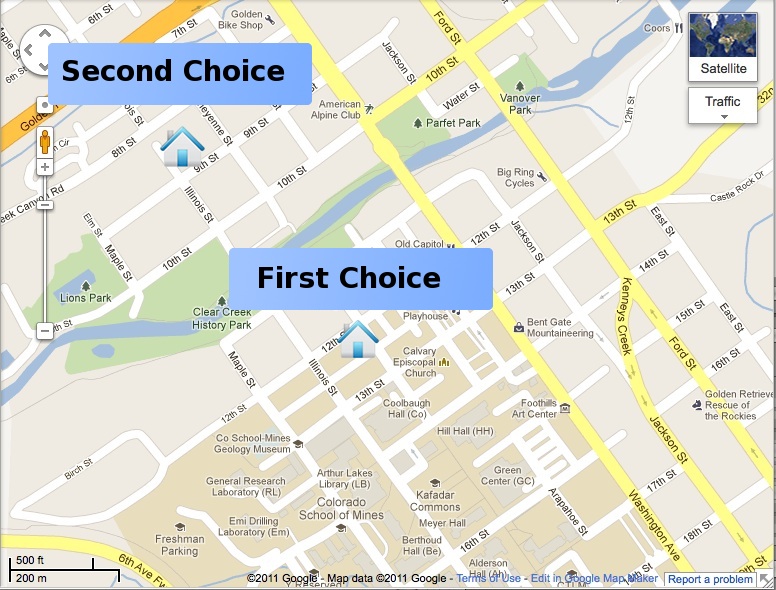 6th St
7th St
Golden
Bike Shop
Ford St
Coors
Satellite
Traffic
Second Choice
Jackson St
10th St
Water St
Vanover
Park
12th St
American
Alpine Club
Parfet Park
9th St
8th St
9th St
10th St
Illinois St
Big Ring
Cycles
Castle Rock Dr
13th St
East St
Elm St
Maple St
10th St
Old Capitol
12th St
Jackson St
14th St
First Choice
13th St
Kenneys Creek
Lions Park
Clear Creek
History Park
Playhouse
15th St
East St
Bent Gate
Mountaineering
Ford St
16th St
Maple St
Illinois St
Calvary
Episcopal
Church
13th St
12th St
Coolbaugh
Hall (Co)
Foothills
Art Center
Golden Retrieve
Rescue of
the Rockies
Jackson St
Hill Hall (HH)
Co School-Mines
Geology Museum
Birch St
Arthur Lakes
Library (LB)
General Research
Laboratory (RL)
Green
Center (GC)
17th St
Kafadar
Commons
Colorado
School of Mines
Arapahoe St
Washington Ave
Meyer Hall
Emi Drilling
Laboratory (Em)
Freshman
Parking
Berthoud
Hall (Be)
16th St
18th St
6th Ave Fw
500 ft
200 m
Alderson
Hall (Ah)
©2011 Google - Map data ©2011 Google - Terms of Use - Edit in Google Map Maker
Report a problem